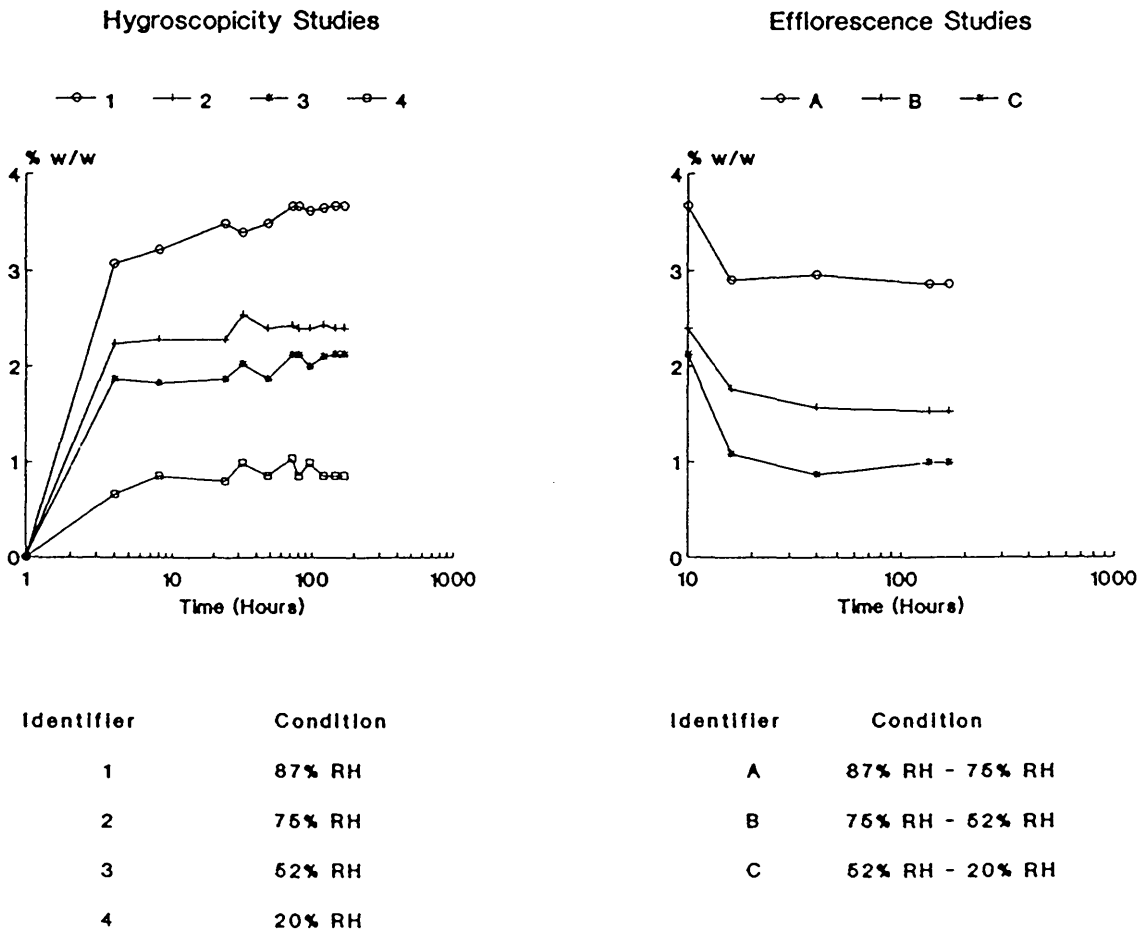 Hygroscopicity Studies
1 2 3 4
% w/w
4
3
2
1
0
1 10 100 1000
Time (Hours)
Identifier Condition
1 87% RH
2 75% RH
3 52% RH
4 20% RH
Efflorescence Studies
A B C
% w/w
4
3
2
1
0
10 100 1000
Time (Hours)
Identifier Condition
A 87% RH - 75% RH
B 75% RH - 52% RH
C 52% RH - 20% RH